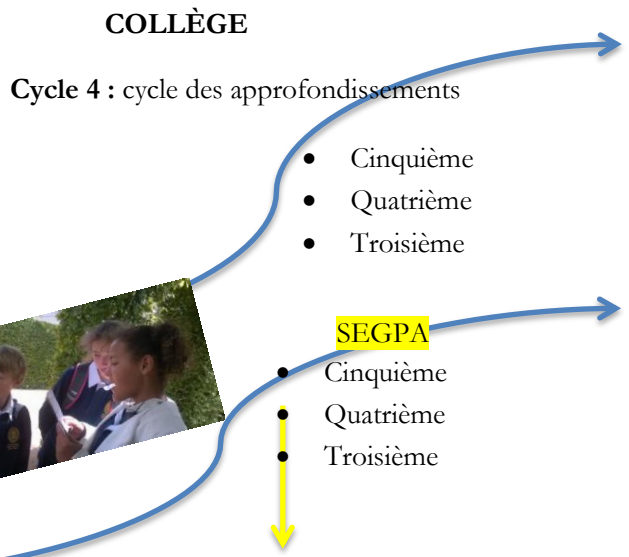 COLLÈGE
Cycle 4 : cycle des approfondissements
• Cinquième
• Quatrième
• Troisième
SEGPA
• Cinquième
• Quatrième
• Troisième